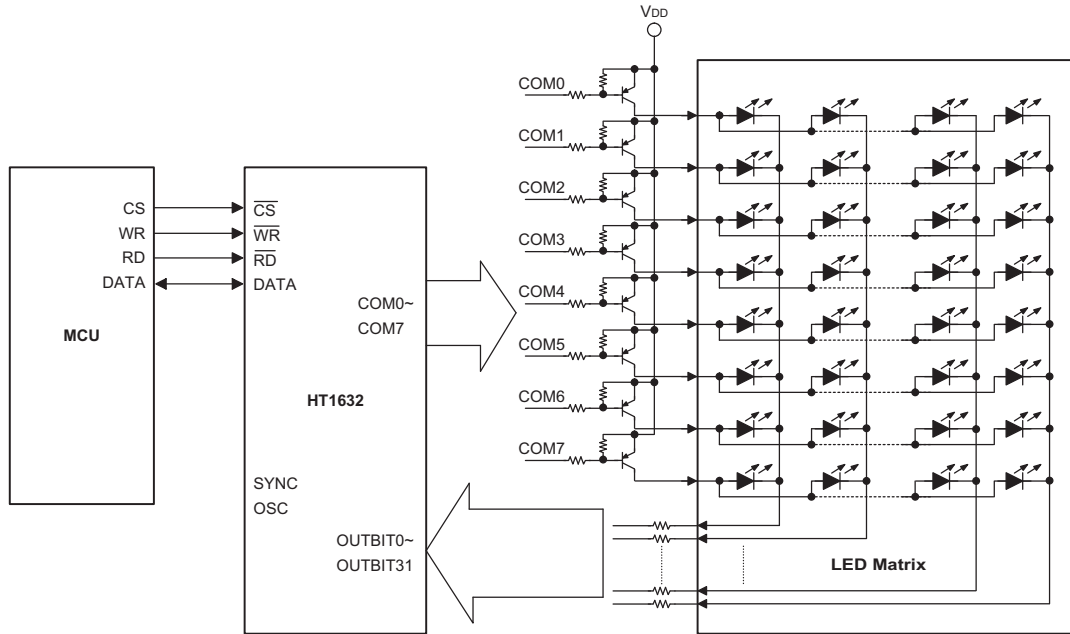 VDD
COM0
COM1
COM2
COM3
COM4
COM5
COM6
COM7
CS
WR
RD
DATA
MCU
CS
WR
RD
DATA
COM0~
COM7
HT1632
SYNC
OSC
OUTBIT0~
OUTBIT31
LED Matrix